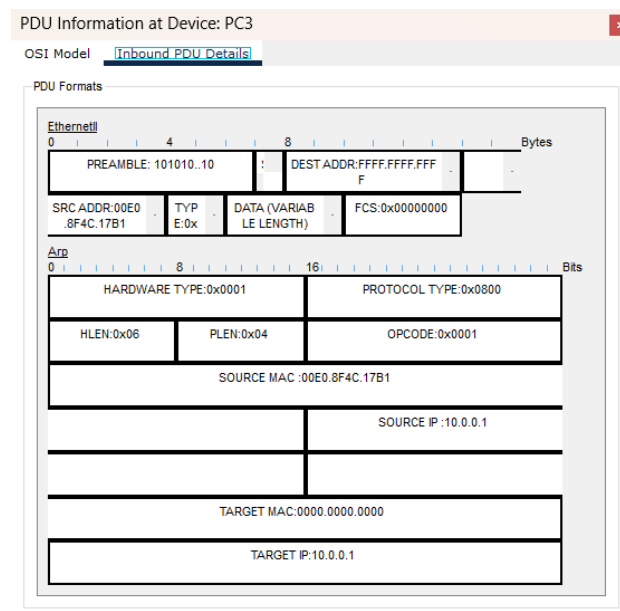 PDU Information at Device: PC3
OSI Model Inbound PDU Details
PDU Formats
EthernetII
0 4 8 Bytes
PREAMBLE: 101010..10
DEST ADDR:FFFF.FFFF.FFF
F
SRC ADDR:00E0
.8F4C.17B1
TYP
E:0x
DATA (VARIAB
LE LENGTH)
FCS:0x00000000
Arp
0 8 16 Bits
HARDWARE TYPE:0x0001 PROTOCOL TYPE:0x0800
HLEN:0x06 PLEN:0x04 OPCODE:0x0001
SOURCE MAC :00E0.8F4C.17B1
SOURCE IP :10.0.0.1
TARGET MAC:0000.0000.0000
TARGET IP:10.0.0.1